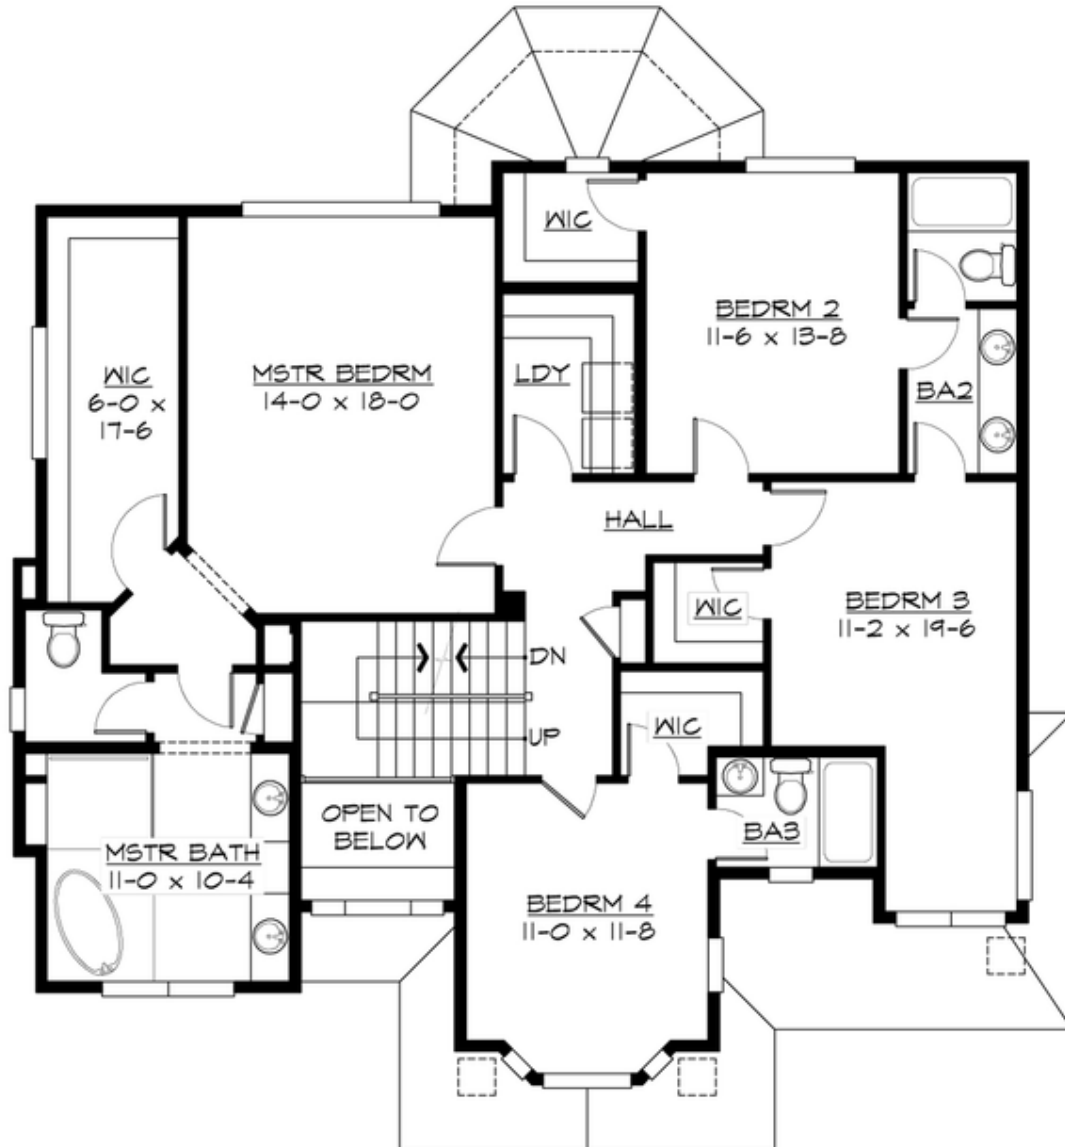 WIC
BEDRM 2
11-6 x 13-8
MSTR BEDRM
14-0 x 18-0
WIC
6-0 x
17-6
LDY
BA2
HALL
WIC
BEDRM 3
11-2 x 19-6
DN
UP
WIC
OPEN TO
BELOW
BA3
MSTR BATH
11-0 x 10-4
BEDRM 4
11-0 x 11-8